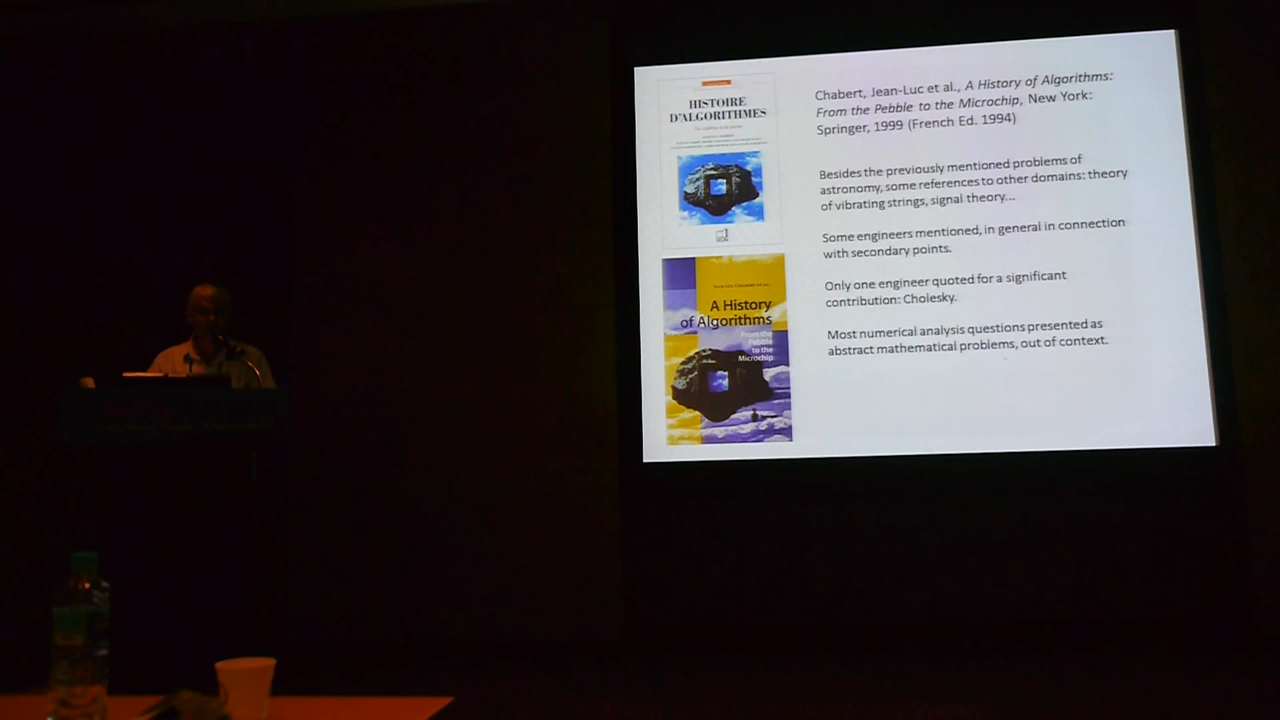 HISTOIRE
D'ALGORITHMES
Chabert, Jean-Luc et al., A History of Algorithms:
From the Pebble to the Microchip, New York:
Springer, 1999 (French Ed. 1994)
Besides the previously mentioned problems of
astronomy, some references to other domains: theory
of vibrating strings, signal theory...
Some engineers mentioned, in general in connection
with secondary points.
Only one engineer quoted for a significant
contribution: Cholesky.
Most numerical analysis questions presented as
abstract mathematical problems, out of context.
A History
of Algorithms
From the
Pebble
to the
Microchip